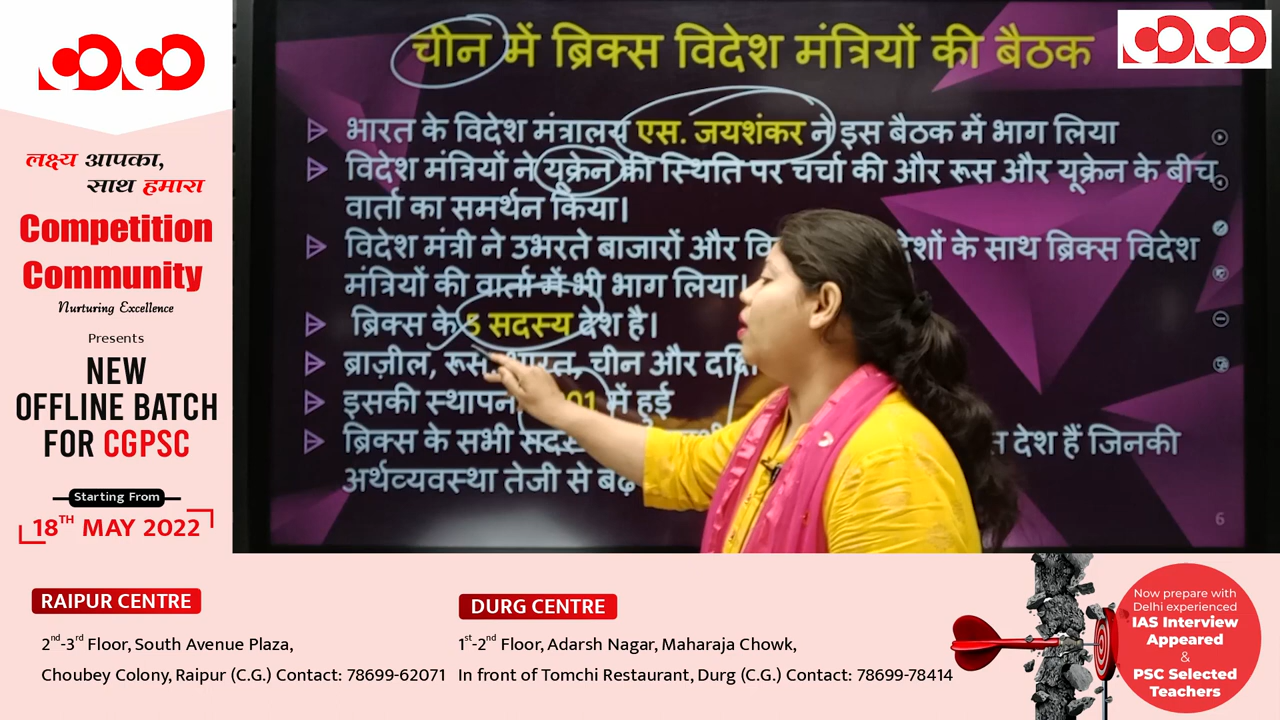 लक्ष्य आपका,
साथ हमारा
Competition
Community
Nurturing Excellence
Presents
NEW
OFFLINE BATCH
FOR CGPSC
Starting From
18TH MAY 2022
चीन में ब्रिक्स विदेश मंत्रियों की बैठक
भारत के विदेश मंत्रालय एस. जयशंकर ने इस बैठक में भाग लिया
विदेश मंत्रियों ने यूक्रेन की स्थिति पर चर्चा की और रूस और यूक्रेन के बीच
वार्ता का समर्थन किया।
विदेश मंत्री ने उभरते बाजारों और के साथ ब्रिक्स विदेश
मंत्रियों की वार्ता में भी भाग लिया।
ब्रिक्स के 5 सदस्य देश है।
ब्राज़ील, रूस, भारत, चीन और
इसकी में हुई
ब्रिक्स के सभी देश हैं जिनकी
अर्थव्यवस्था तेजी से
6
RAIPUR CENTRE
2nd-3rd Floor, South Avenue Plaza,
Choubey Colony, Raipur (C.G.) Contact: 78699-62071
DURG CENTRE
1st-2nd Floor, Adarsh Nagar, Maharaja Chowk,
In front of Tomchi Restaurant, Durg (C.G.) Contact: 78699-78414
Now prepare with
Delhi experienced
IAS Interview
Appeared
&
PSC Selected
Teachers